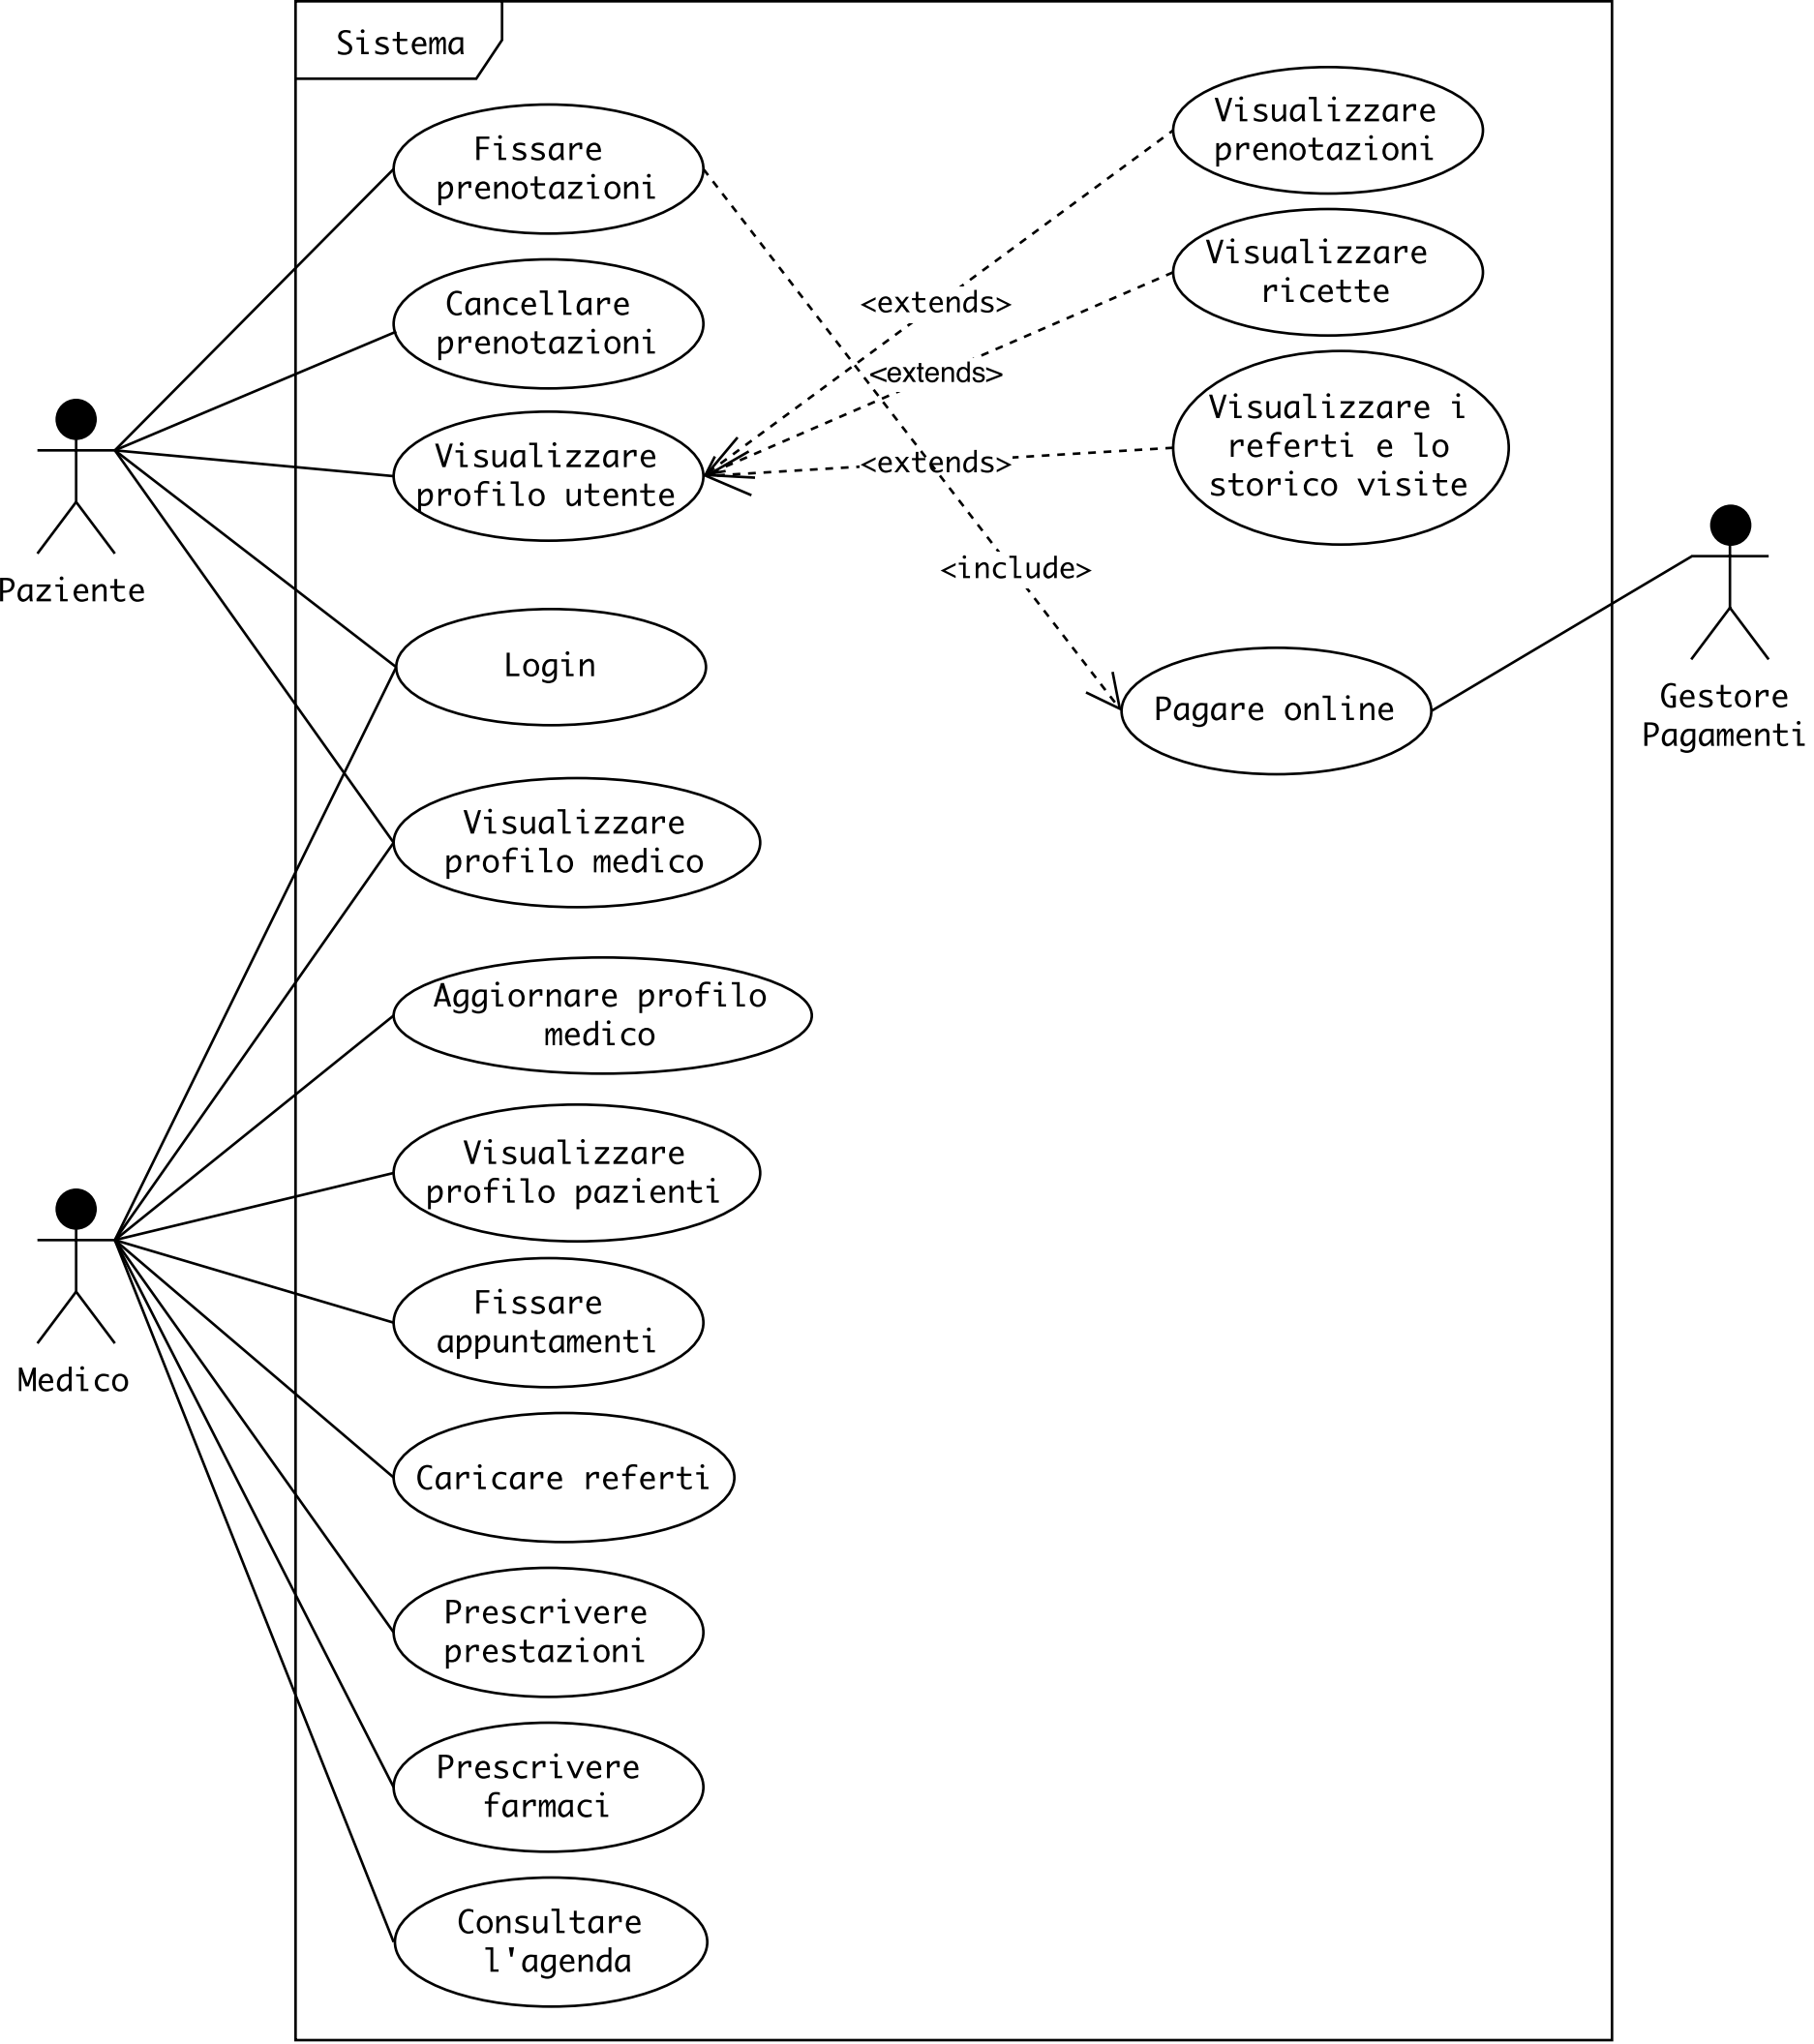 Sistema
Fissare
prenotazioni
Visualizzare
prenotazioni
Cancellare
prenotazioni
<extends>
Visualizzare
ricette
<extends>
Visualizzare
profilo utente
<extends>
Visualizzare i
referti e lo
storico visite
Paziente
<include>
Login
Pagare online
Gestore
Pagamenti
Visualizzare
profilo medico
Aggiornare profilo
medico
Visualizzare
profilo pazienti
Fissare
appuntamenti
Medico
Caricare referti
Prescrivere
prestazioni
Prescrivere
farmaci
Consultare
l'agenda